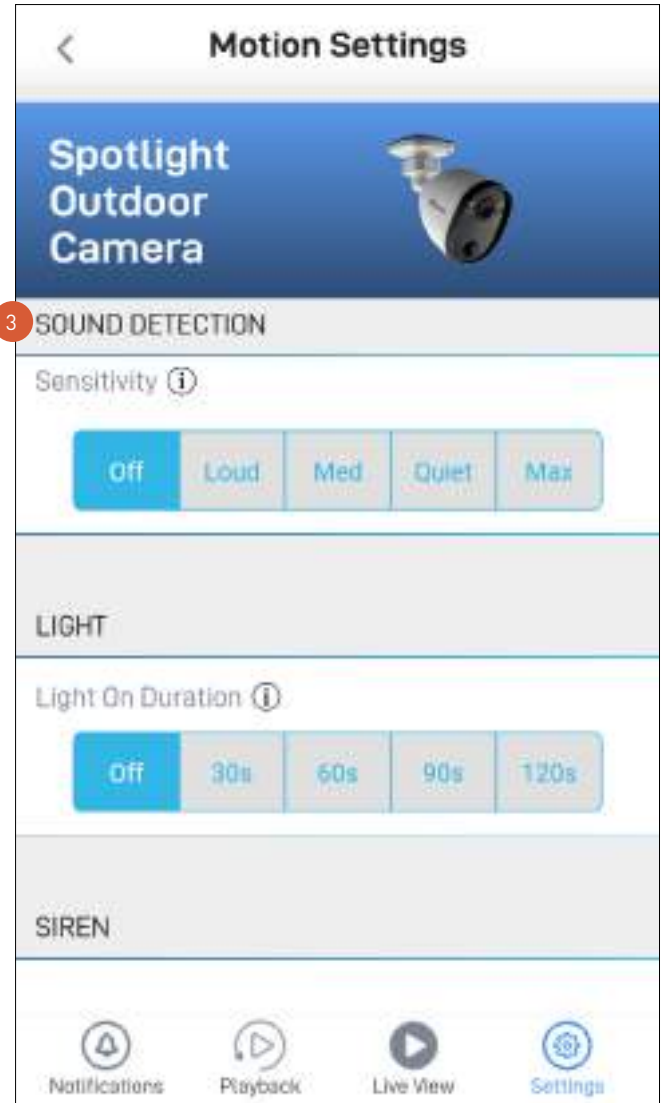 Motion Settings
Spotlight
Outdoor
Camera
3 SOUND DETECTION
Sensitivity
Off Loud Med Quiet Max
LIGHT
Light On Duration
Off 30s 60s 90s 120s
SIREN
Notifications Playback Live View Settings